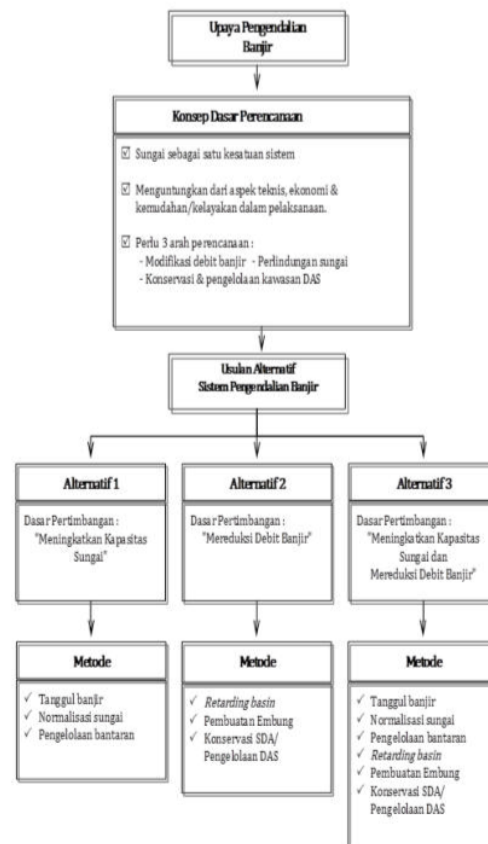 Upaya Pengendalian
Banjir
Konsep Dasar Perencanaan
☑ Sungai sebagai satu kesatuan sistem
☑ Menguntungkan dari aspek teknis, ekonomi &
kemudahan/kelayakan dalam pelaksanaan.
☑ Perlu 3 arah perencanaan :
- Modifikasi debit banjir - Perlindungan sungai
- Konservasi & pengelolaan kawasan DAS
Usulan Alternatif
Sistem Pengendalian Banjir
Alternatif 1
Dasar Pertimbangan :
"Meningkatkan Kapasitas
Sungai"
Metode
✓ Tanggul banjir
✓ Normalisasi sungai
✓ Pengelolaan bantaran
Alternatif 2
Dasar Pertimbangan :
"Mereduksi Debit Banjir"
Metode
✓ Retarding basin
✓ Pembuatan Embung
✓ Konservasi SDA/
Pengelolaan DAS
Alternatif 3
Dasar Pertimbangan :
"Meningkatkan Kapasitas
Sungai dan
Mereduksi Debit Banjir"
Metode
✓ Tanggul banjir
✓ Normalisasi sungai
✓ Pengelolaan bantaran
✓ Retarding basin
✓ Pembuatan Embung
✓ Konservasi SDA/
Pengelolaan DAS